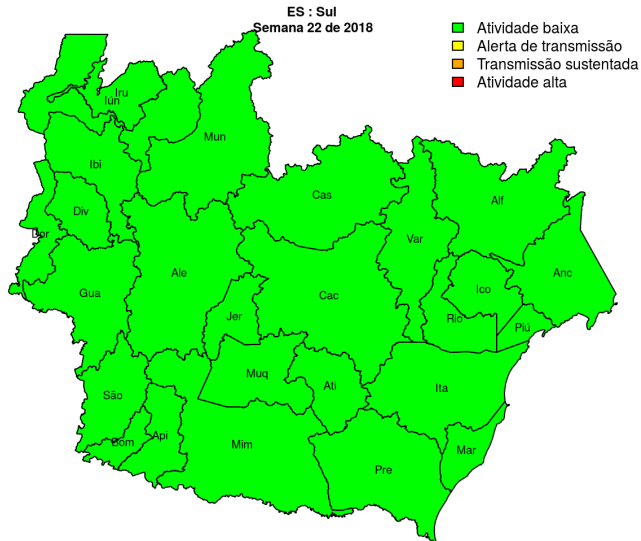 ES : Sul
Semana 22 de 2018
Atividade baixa
Alerta de transmissão
Transmissão sustentada
Atividade alta
Iru
Iún
Mun
Ibi
Cas
Alf
Div
Dor
Var
Ale
Anc
Gua
Cac
Ico
Jer
Rio
Piú
Muq
Ati
Ita
São
Bom
Api
Mim
Mar
Pre